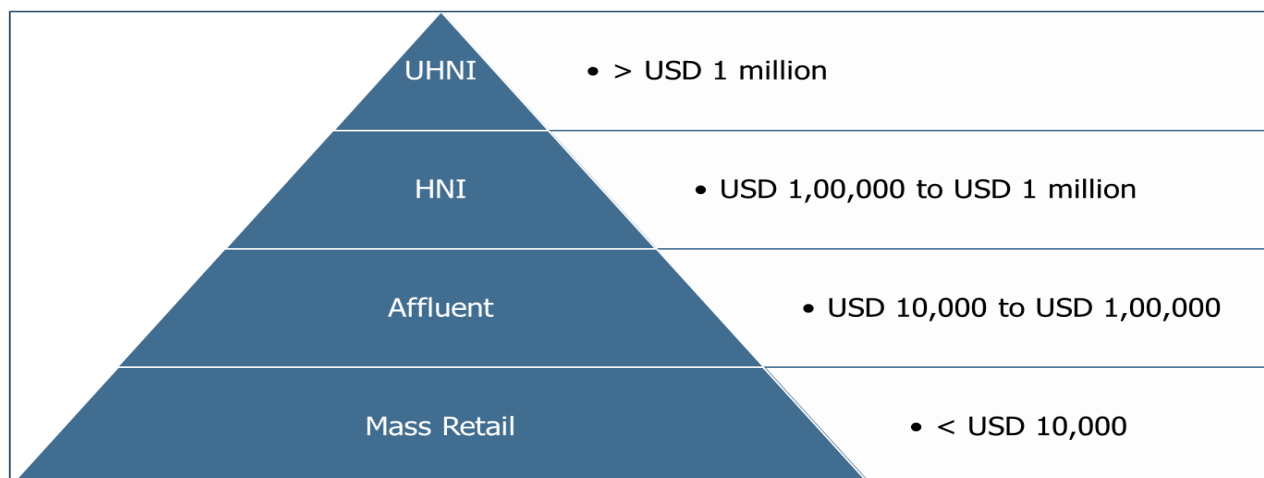 UHNI
• > USD 1 million
HNI
• USD 1,00,000 to USD 1 million
Affluent
• USD 10,000 to USD 1,00,000
Mass Retail
• < USD 10,000